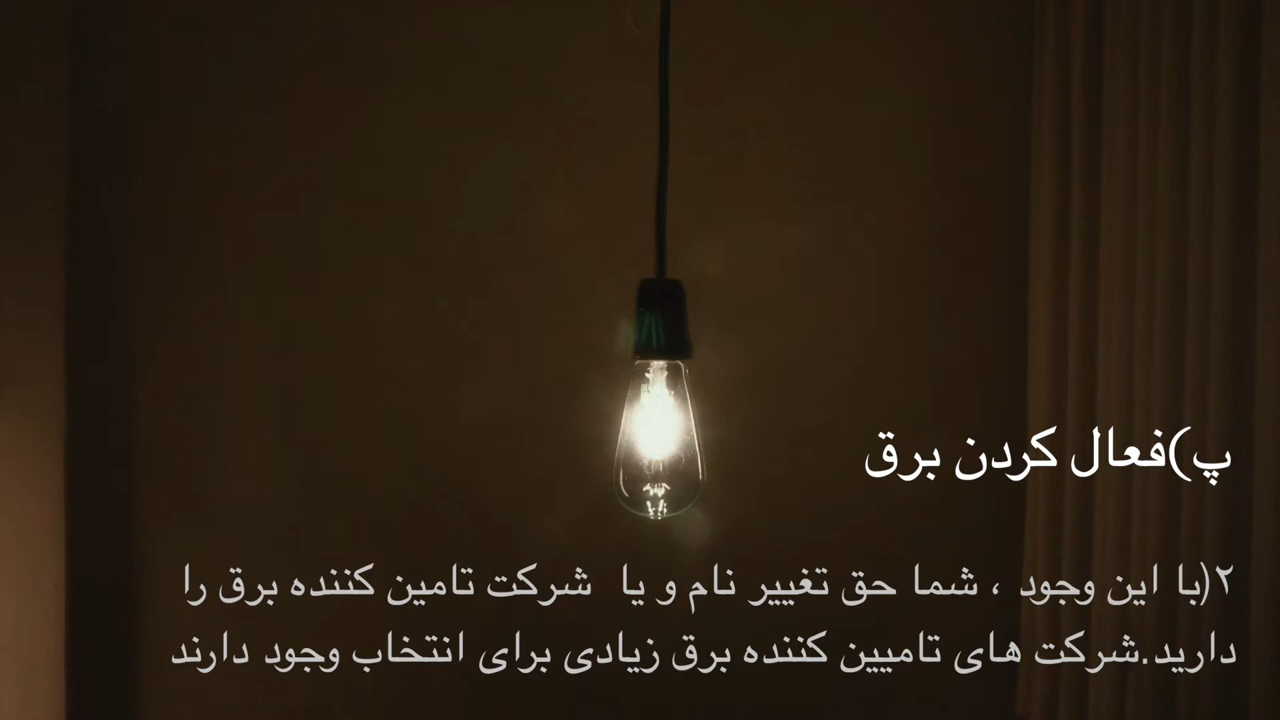 پ)فعال کردن برق
۲(با این وجود ، شما حق تغییر نام و یا شرکت تامین کننده برق را
دارید.شرکت های تامیین کننده برق زیادی برای انتخاب وجود دارند